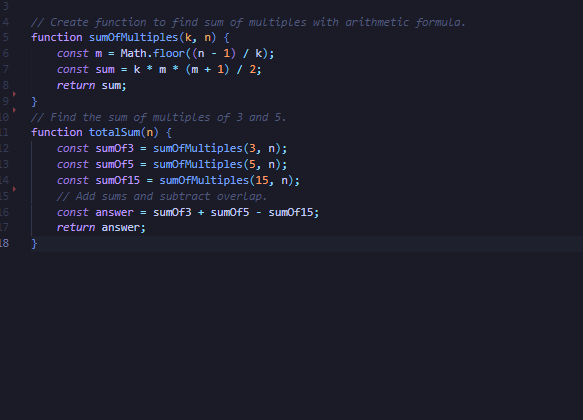 3
4 // Create function to find sum of multiples with arithmetic formula.
5 function sumOfMultiples(k, n) {
6 const m = Math.floor((n - 1) / k);
7 const sum = k * m * (m + 1) / 2;
8 return sum;
9 }
10 // Find the sum of multiples of 3 and 5.
11 function totalSum(n) {
12 const sumOf3 = sumOfMultiples(3, n);
13 const sumOf5 = sumOfMultiples(5, n);
14 const sumOf15 = sumOfMultiples(15, n);
15 // Add sums and subtract overlap.
16 const answer = sumOf3 + sumOf5 - sumOf15;
17 return answer;
18 }